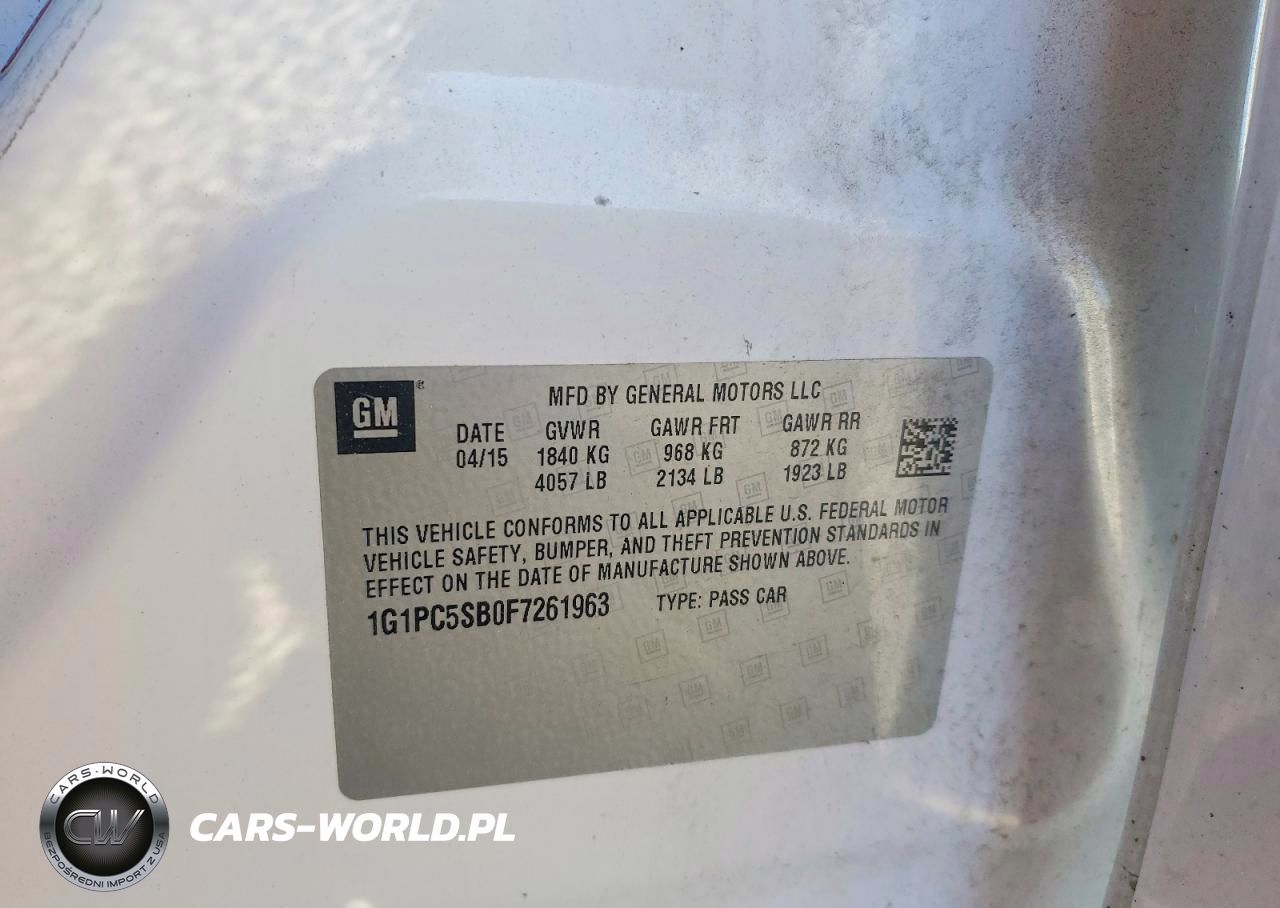 GM ®
MFD BY GENERAL MOTORS LLC
DATE GVWR GAWR FRT GAWR RR
04/15 1840 KG 968 KG 872 KG
4057 LB 2134 LB 1923 LB
THIS VEHICLE CONFORMS TO ALL APPLICABLE U.S. FEDERAL MOTOR
VEHICLE SAFETY, BUMPER, AND THEFT PREVENTION STANDARDS IN
EFFECT ON THE DATE OF MANUFACTURE SHOWN ABOVE.
1G1PC5SB0F7261963 TYPE: PASS CAR
CARS-WORLD
CW
BEZPOŚREDNI IMPORT Z USA
CARS-WORLD.PL